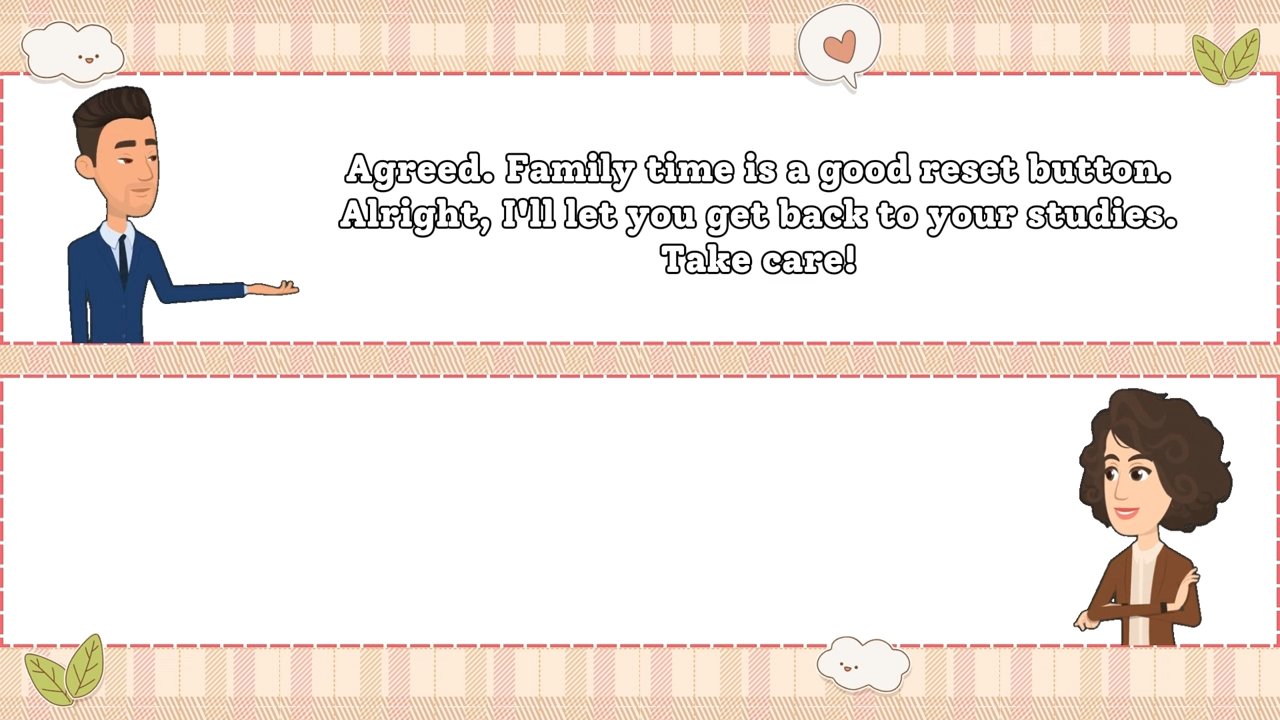 Agreed. Family time is a good reset button.
Alright, I'll let you get back to your studies.
Take care!